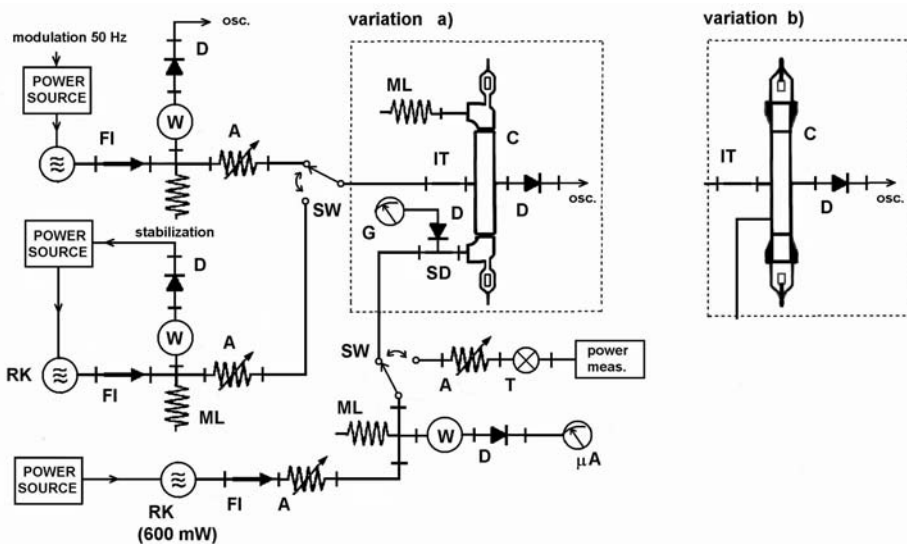 osc.
variation a)
variation b)
modulation 50 Hz
D
POWER
SOURCE
ML
W
FI
A
IT
C
C
IT
SW
D
osc.
D
osc.
G
D
POWER
SOURCE
stabilization
D
SD
W
SW
A
T
power
meas.
RK
FI
A
ML
ML
W
D
μA
POWER
SOURCE
RK
(600 mW)
FI
A